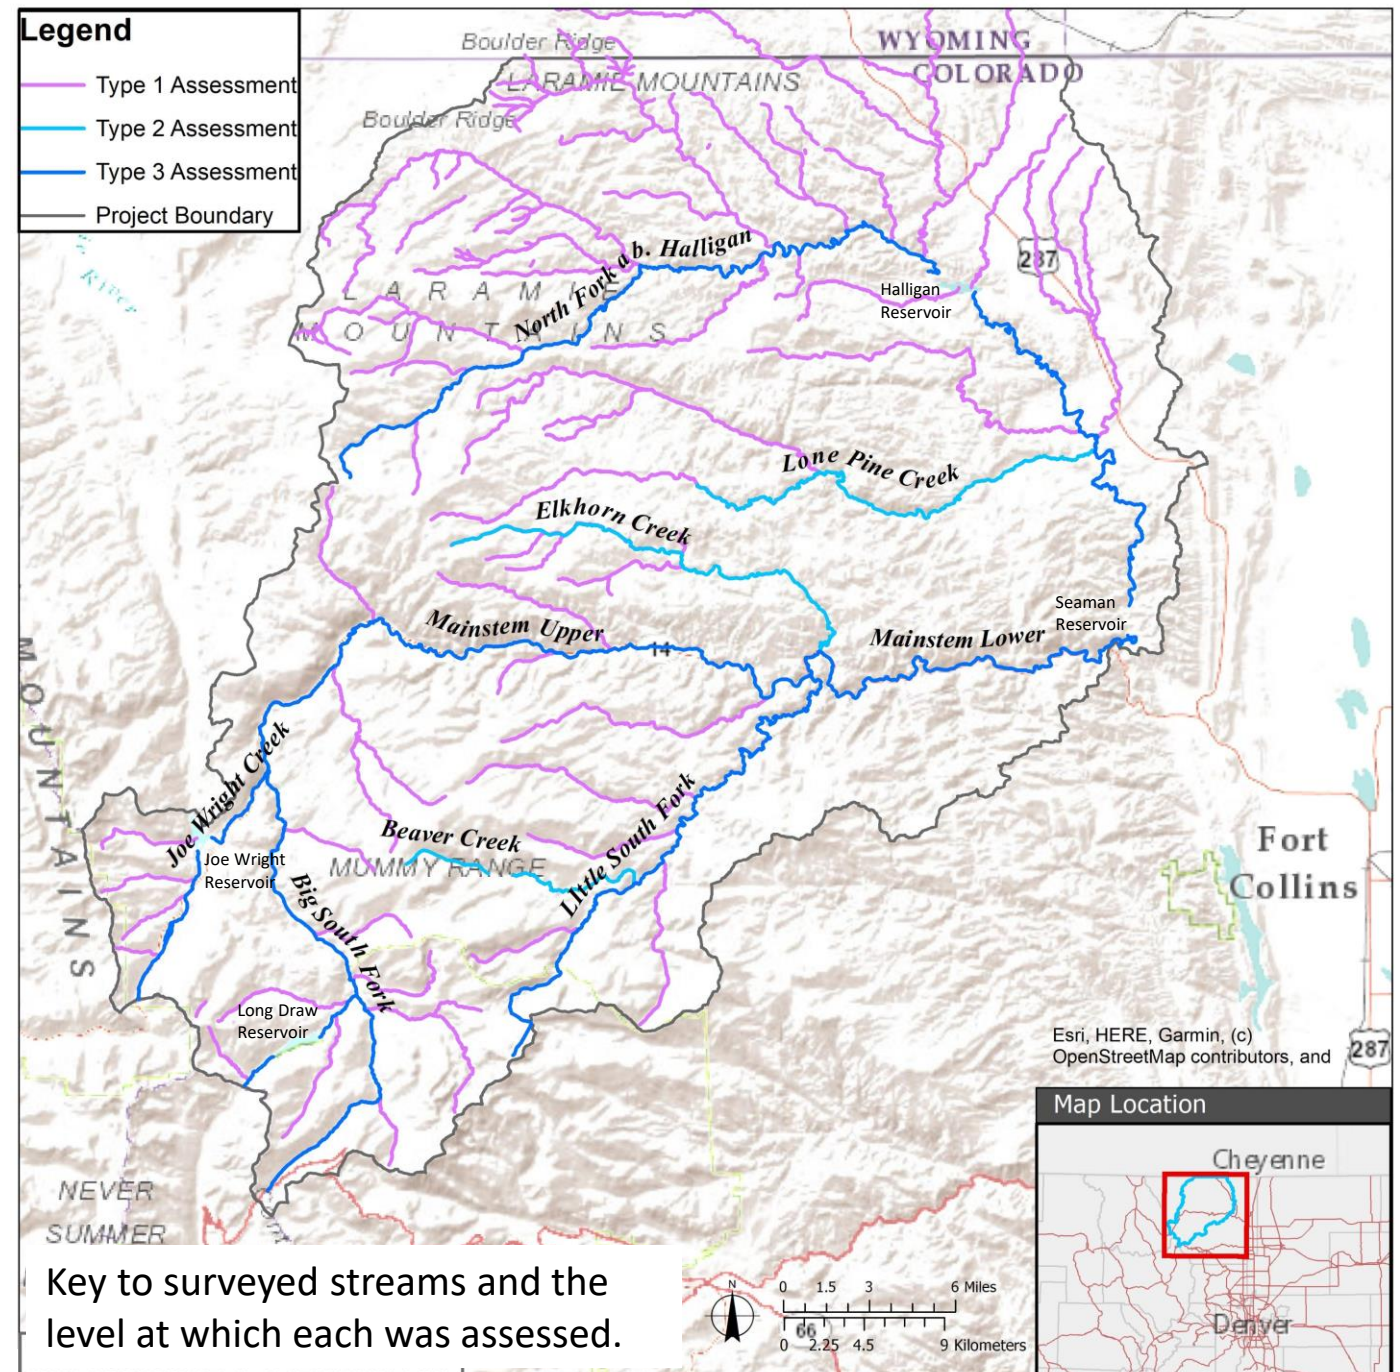 Legend
Type 1 Assessment
Type 2 Assessment
Type 3 Assessment
Project Boundary
Boulder Ridge
WYOMING
COLORADO
LARAMIE MOUNTAINS
Boulder Ridge
River
287
North Fork ab. Halligan
Halligan
Reservoir
LARAMIE
MOUNTAINS
Lone Pine Creek
Elkhorn Creek
Seaman
Reservoir
Mainstem Upper
14
Mainstem Lower
MOUNTAINS
Joe Wright Creek
Little South Fork
Beaver Creek
MUMMY RANGE
Joe Wright
Reservoir
Big South Fork
Fort
Collins
Long Draw
Reservoir
Esri, HERE, Garmin, (c)
OpenStreetMap contributors, and
287
Map Location
Cheyenne
Denver
NEVER
SUMMER
Key to surveyed streams and the
level at which each was assessed.
N
0 1.5 3 6 Miles
66
0 2.25 4.5 9 Kilometers